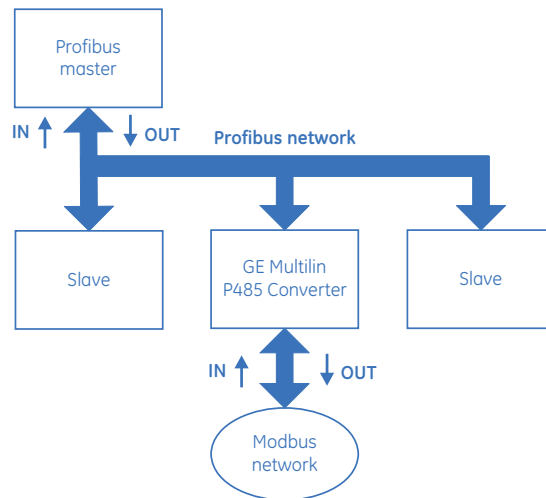 Profibus
master
IN
OUT
Profibus network
Slave
GE Multilin
P485 Converter
Slave
IN
OUT
Modbus
network